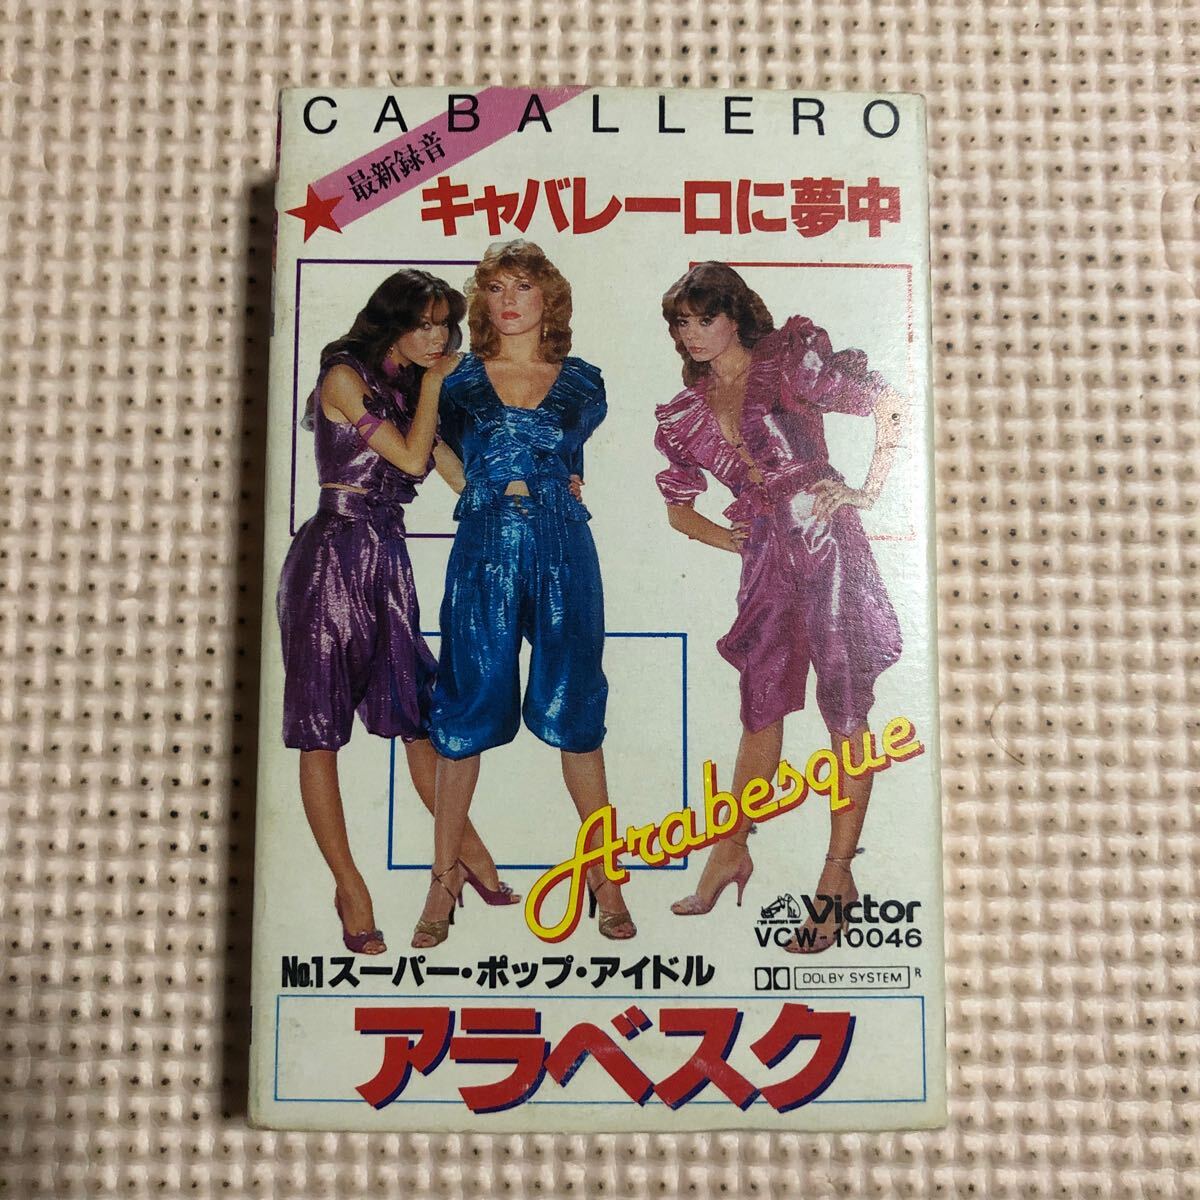 CABALLERO
最新録音
★キャバレーロに夢中
Arabesque
Victor
VCW-10046
No.1スーパー・ポップ・アイドル
DOLBY SYSTEM R
アラベスク